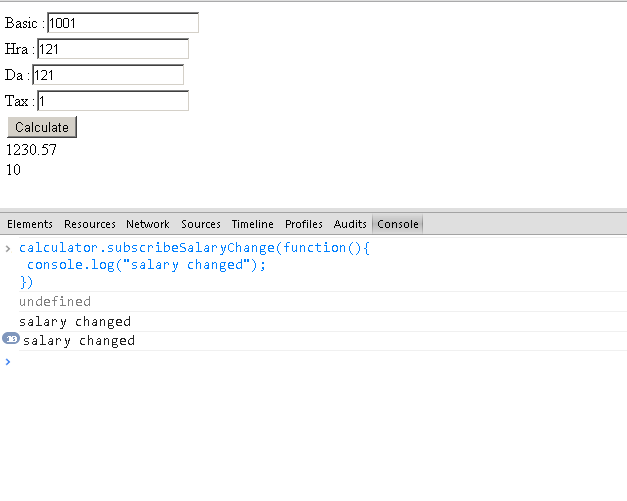 Basic : 1001
Hra : 121
Da : 121
Tax : 1
Calculate
1230.57
10
Elements Resources Network Sources Timeline Profiles Audits Console
> calculator.subscribeSalaryChange(function(){
console.log("salary changed");
})
undefined
salary changed
salary changed
>